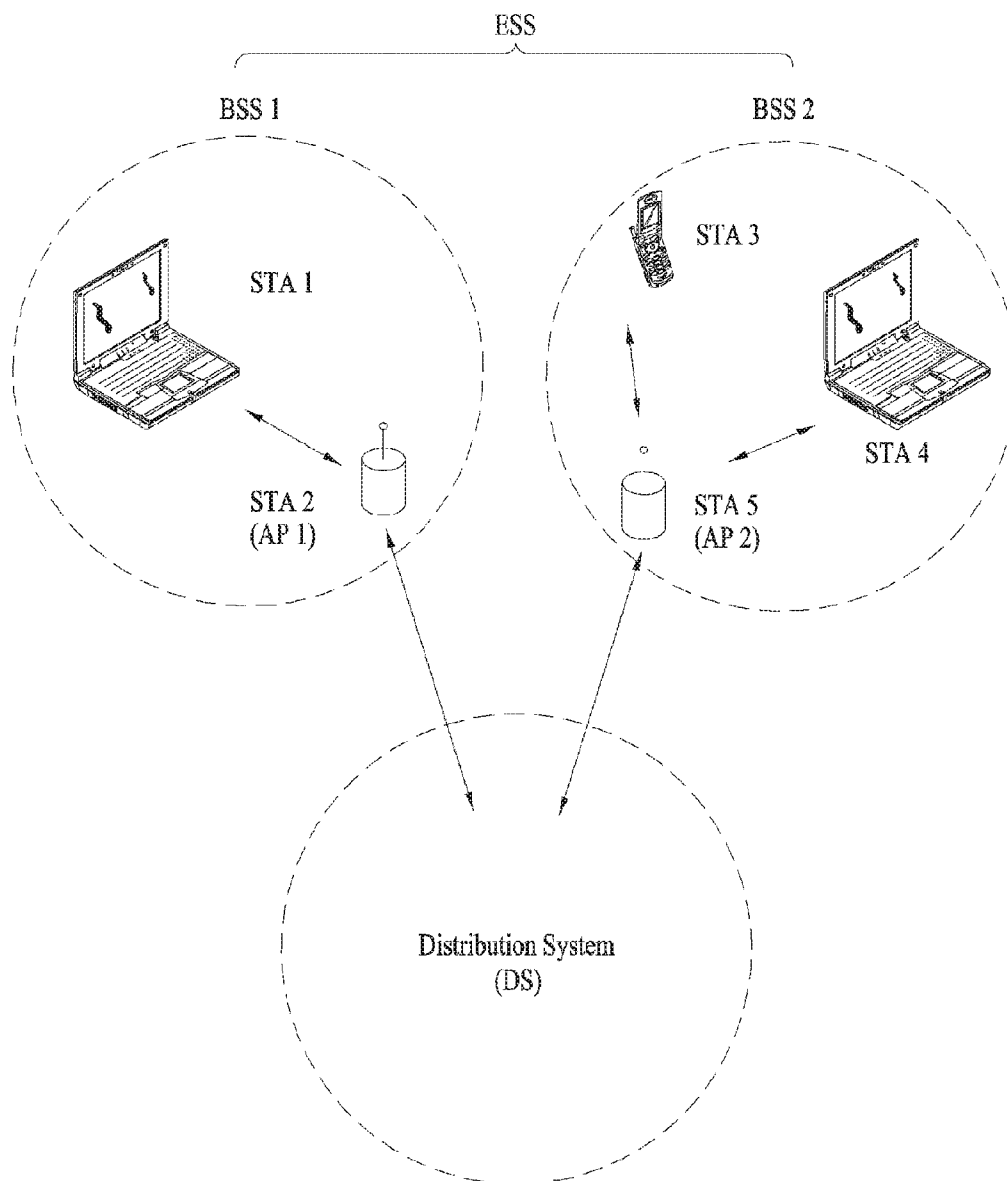 ESS
BSS 1
BSS 2
STA 1
STA 2
(AP 1)
STA 3
STA 4
STA 5
(AP 2)
Distribution System
(DS)